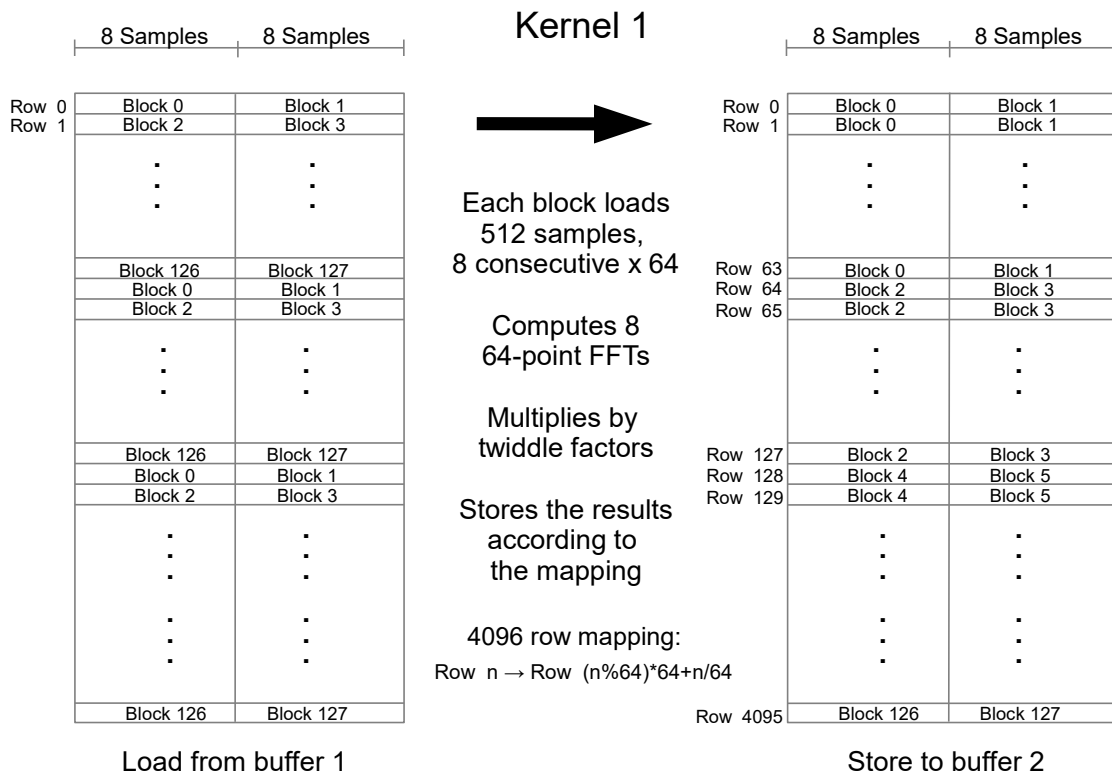 Kernel 1
8 Samples 8 Samples
Row 0 Block 0 Block 1
Row 1 Block 2 Block 3
Block 126 Block 127
Block 0 Block 1
Block 2 Block 3
Block 126 Block 127
Block 0 Block 1
Block 2 Block 3
Block 126 Block 127
Load from buffer 1
Each block loads
512 samples,
8 consecutive x 64
Computes 8
64-point FFTs
Multiplies by
twiddle factors
Stores the results
according to
the mapping
4096 row mapping:
Row n → Row (n%64)*64+n/64
8 Samples 8 Samples
Row 0 Block 0 Block 1
Row 1 Block 0 Block 1
Row 63 Block 0 Block 1
Row 64 Block 2 Block 3
Row 65 Block 2 Block 3
Row 127 Block 2 Block 3
Row 128 Block 4 Block 5
Row 129 Block 4 Block 5
Row 4095 Block 126 Block 127
Store to buffer 2